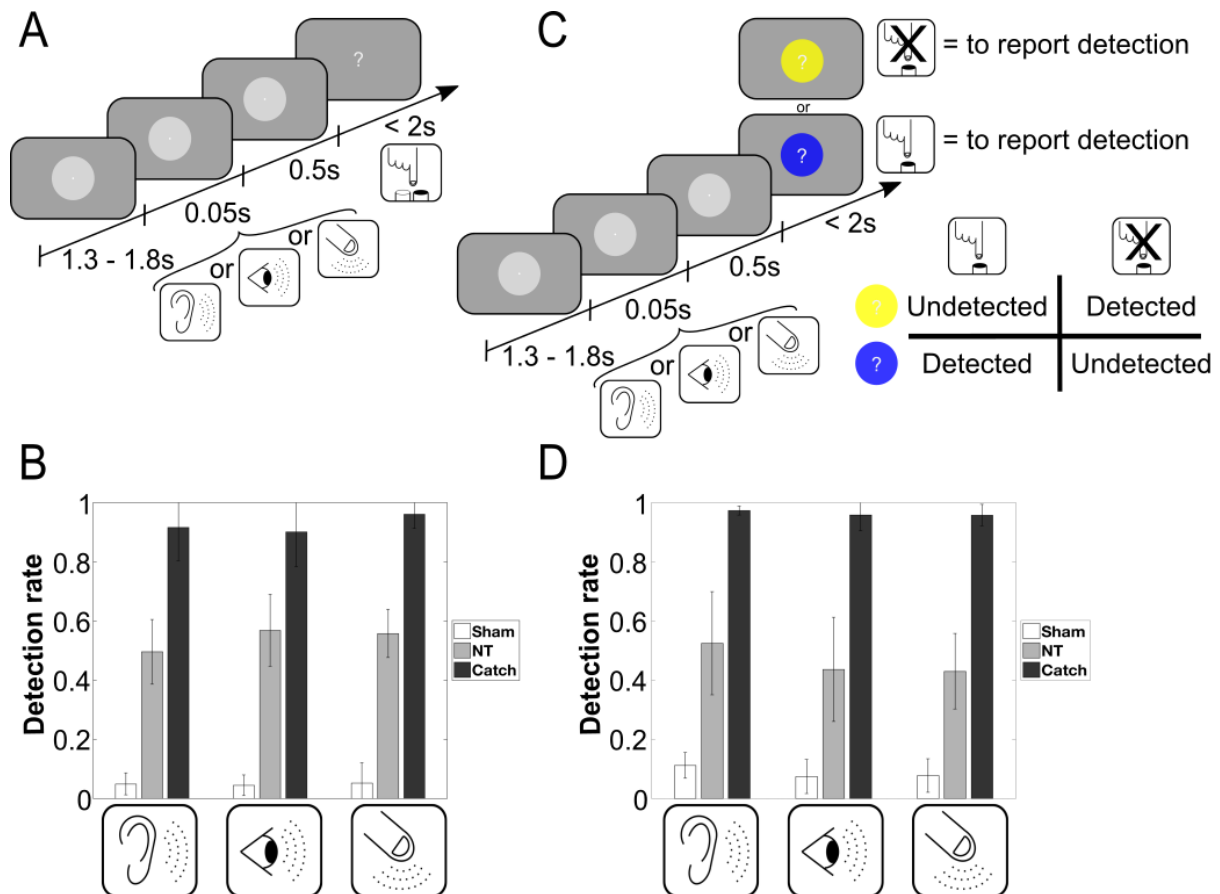 A
?
< 2s
0.5s
0.05s
1.3 - 1.8s
or
or
C
?
= to report detection
or
?
= to report detection
< 2s
0.5s
0.05s
1.3 - 1.8s
or
or
? Undetected Detected
? Detected Undetected
B
Detection rate
1
0.8
0.6
0.4
0.2
0
Sham
NT
Catch
D
Detection rate
1
0.8
0.6
0.4
0.2
0
Sham
NT
Catch